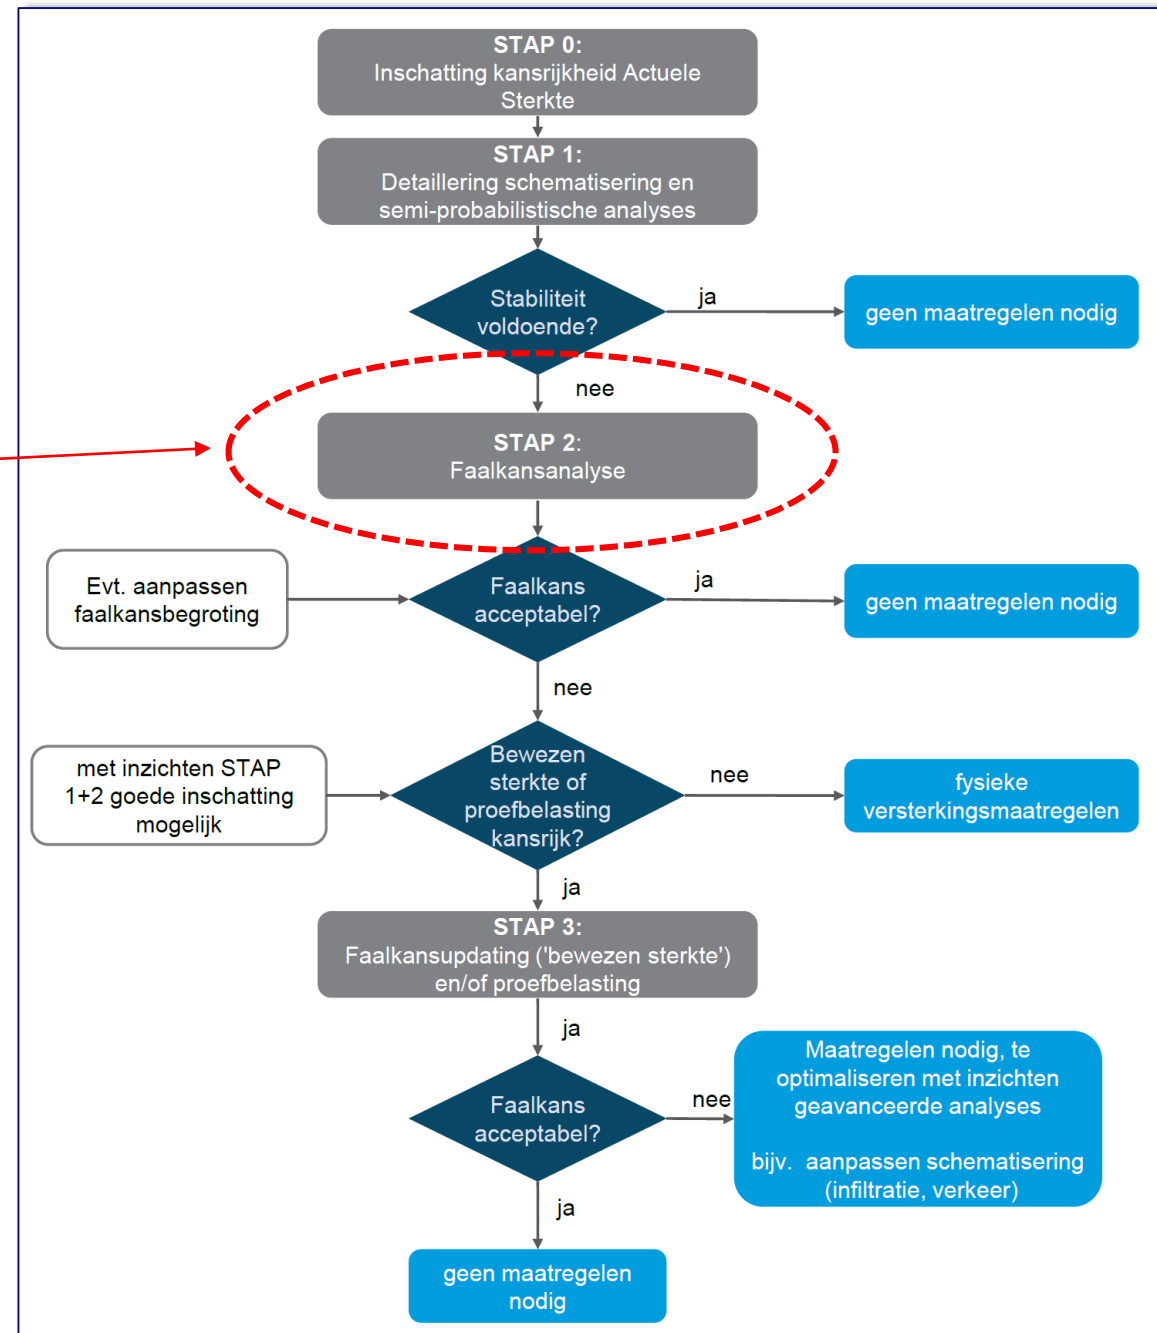 STAP 0:
Inschatting kansrijkheid Actuele
Sterkte
STAP 1:
Detaillering schematisering en
semi-probabilistische analyses
Stabiliteit
voldoende?
ja
geen maatregelen nodig
nee
STAP 2:
Faalkansanalyse
Evt. aanpassen
faalkansbegroting
Faalkans
acceptabel?
ja
geen maatregelen nodig
nee
met inzichten STAP
1+2 goede inschatting
mogelijk
Bewezen
sterkte of
proefbelasting
kansrijk?
nee
fysieke
versterkingsmaatregelen
ja
STAP 3:
Faalkansupdating ('bewezen sterkte')
en/of proefbelasting
ja
Faalkans
acceptabel?
nee
Maatregelen nodig, te
optimaliseren met inzichten
geavanceerde analyses
bijv. aanpassen schematisering
(infiltratie, verkeer)
ja
geen maatregelen
nodig